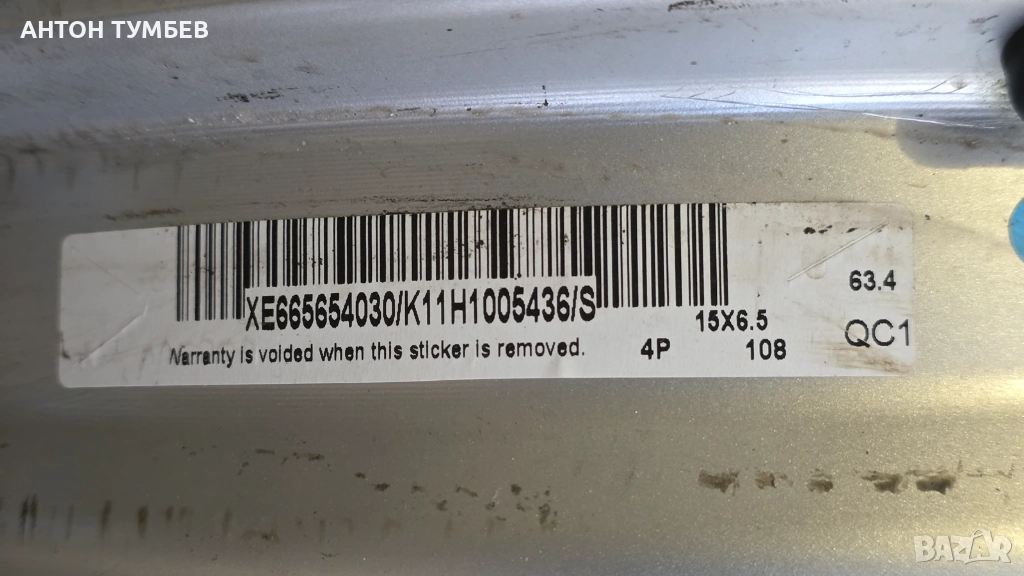 АНТОН ТУМБЕВ
XE665654030/K11H1005436/S
Warranty is voided when this sticker is removed.
15X6.5
4P 108
63.4
QC1
BAZAR